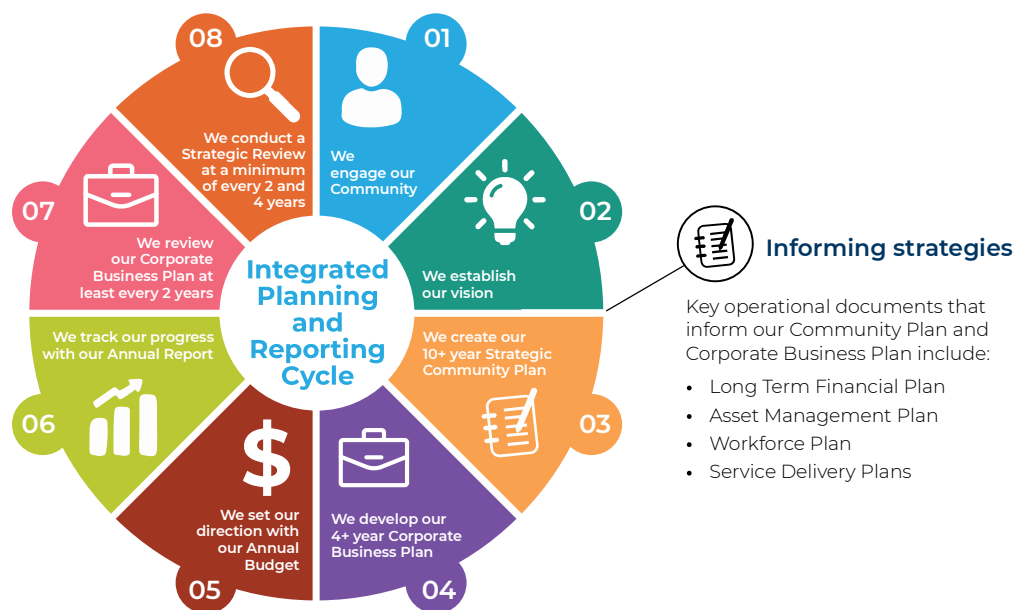 Integrated
Planning
and
Reporting
Cycle
01
We
engage our
Community
02
We establish
our vision
03
We create our
10+ year Strategic
Community Plan
04
We develop our
4+ year Corporate
Business Plan
05
We set our
direction with
our Annual
Budget
$
06
We track our progress
with our Annual Report
07
We review
our Corporate
Business Plan at
least every 2 years
08
We conduct a
Strategic Review
at a minimum
of every 2 and
4 years
Informing strategies
Key operational documents that
inform our Community Plan and
Corporate Business Plan include:
• Long Term Financial Plan
• Asset Management Plan
• Workforce Plan
• Service Delivery Plans